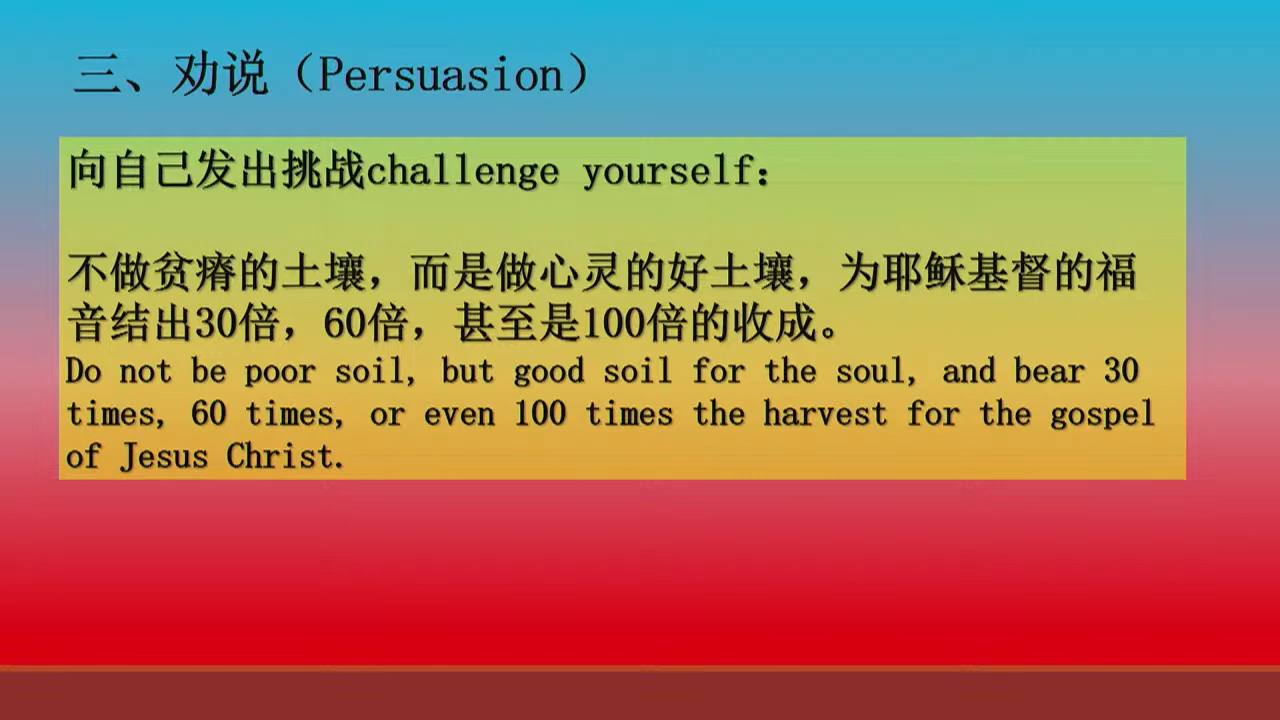 三、劝说（Persuasion）
向自己发出挑战challenge yourself：
不做贫瘠的土壤，而是做心灵的好土壤，为耶稣基督的福
音结出30倍，60倍，甚至是100倍的收成。
Do not be poor soil, but good soil for the soul, and bear 30
times, 60 times, or even 100 times the harvest for the gospel
of Jesus Christ.